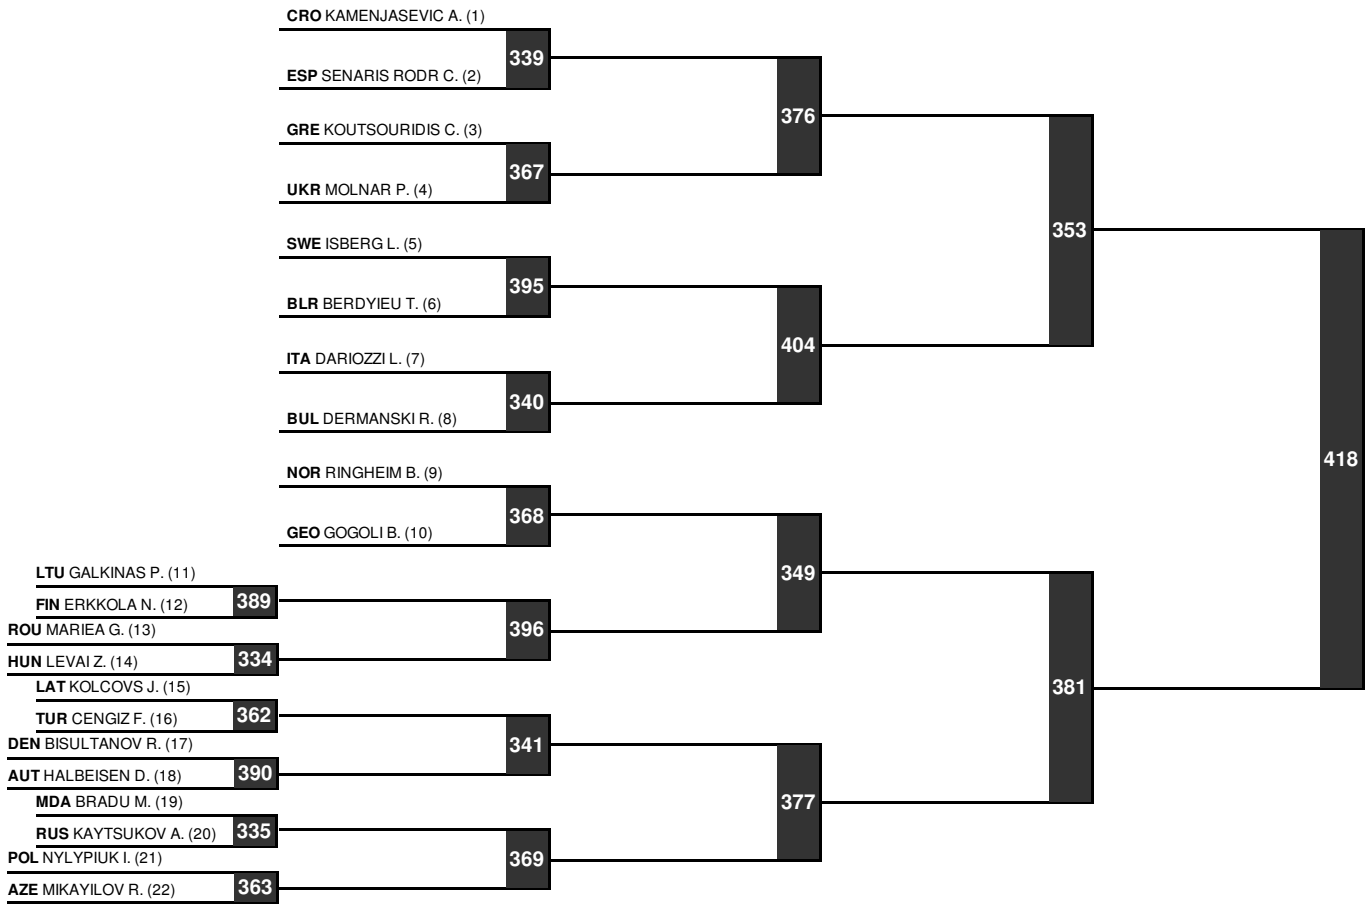 CRO KAMENJASEVIC A. (1)
339
ESP SENARIS RODR C. (2)
376
GRE KOUTSOURIDIS C. (3)
367
UKR MOLNAR P. (4)
353
SWE ISBERG L. (5)
395
BLR BERDYIEU T. (6)
404
ITA DARIOZZI L. (7)
340
BUL DERMANSKI R. (8)
418
NOR RINGHEIM B. (9)
368
GEO GOGOLI B. (10)
349
LTU GALKINAS P. (11)
389
FIN ERKKOLA N. (12)
396
ROU MARIEA G. (13)
334
HUN LEVAI Z. (14)
381
LAT KOLCOVS J. (15)
362
TUR CENGIZ F. (16)
341
DEN BISULTANOV R. (17)
390
AUT HALBEISEN D. (18)
377
MDA BRADU M. (19)
335
RUS KAYTSUKOV A. (20)
369
POL NYLYPIUK I. (21)
363
AZE MIKAYILOV R. (22)